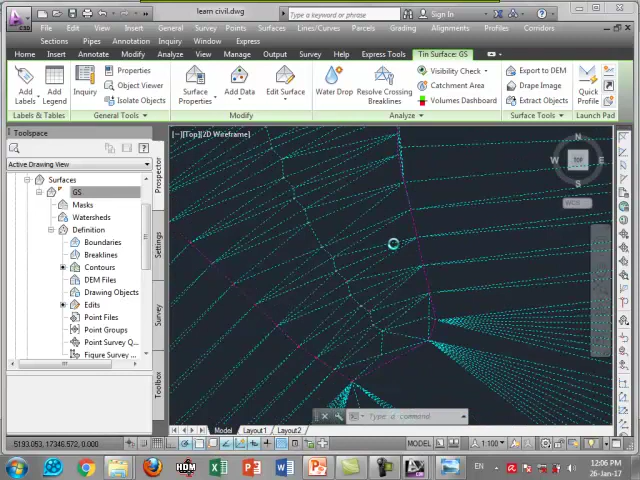 learn civil.dwg
Type a keyword or phrase
Sign In
C3D
File Edit View Insert General Survey Points Surfaces Lines/Curves Parcels Grading Alignments Profiles Corridors
Sections Pipes Annotation Inquiry Window Express
Home Insert Annotate Modify Analyze View Manage Output Survey Help Express Tools Tin Surface: GS
Add Labels
Add Legend
Inquiry
Properties
Object Viewer
Isolate Objects
Surface Properties
Add Data
Edit Surface
Water Drop
Resolve Crossing Breaklines
Visibility Check
Catchment Area
Volumes Dashboard
Export to DEM
Drape Image
Extract Objects
Quick Profile
Labels & Tables General Tools Modify Analyze Surface Tools Launch Pad
Toolspace
Active Drawing View
Surfaces
GS
Masks
Watersheds
Definition
Boundaries
Breaklines
Contours
DEM Files
Drawing Objects
Edits
Point Files
Point Groups
Point Survey Q...
Figure Survey
Prospector
Settings
Survey
Toolbox
[−][Top][2D Wireframe]
N
W TOP E
S
WCS
Type a command
Model Layout1 Layout2
5193.053, 17346.572, 0.000
MODEL
1:100
HDM
EN
12:06 PM
26-Jan-17